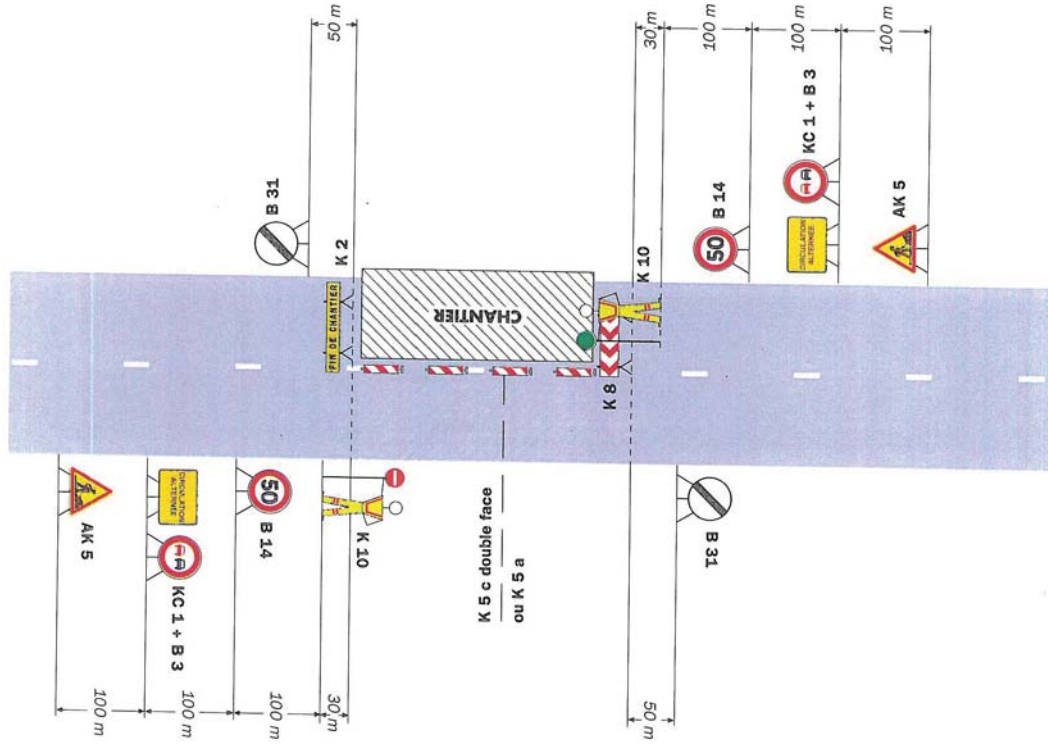 50 m
B 31
K 2
FIN DE CHANTIER
CHANTIER
K 10
K 8
30 m
100 m
100 m
100 m
50
B 14
KC 1 + B 3
CIRCULATION
ALTERNÉE
AK 5
AK 5
CIRCULATION
ALTERNÉE
KC 1 + B 3
50
B 14
K 10
K 5 c double face
ou K 5 a
B 31
100 m
100 m
100 m
30 m
50 m